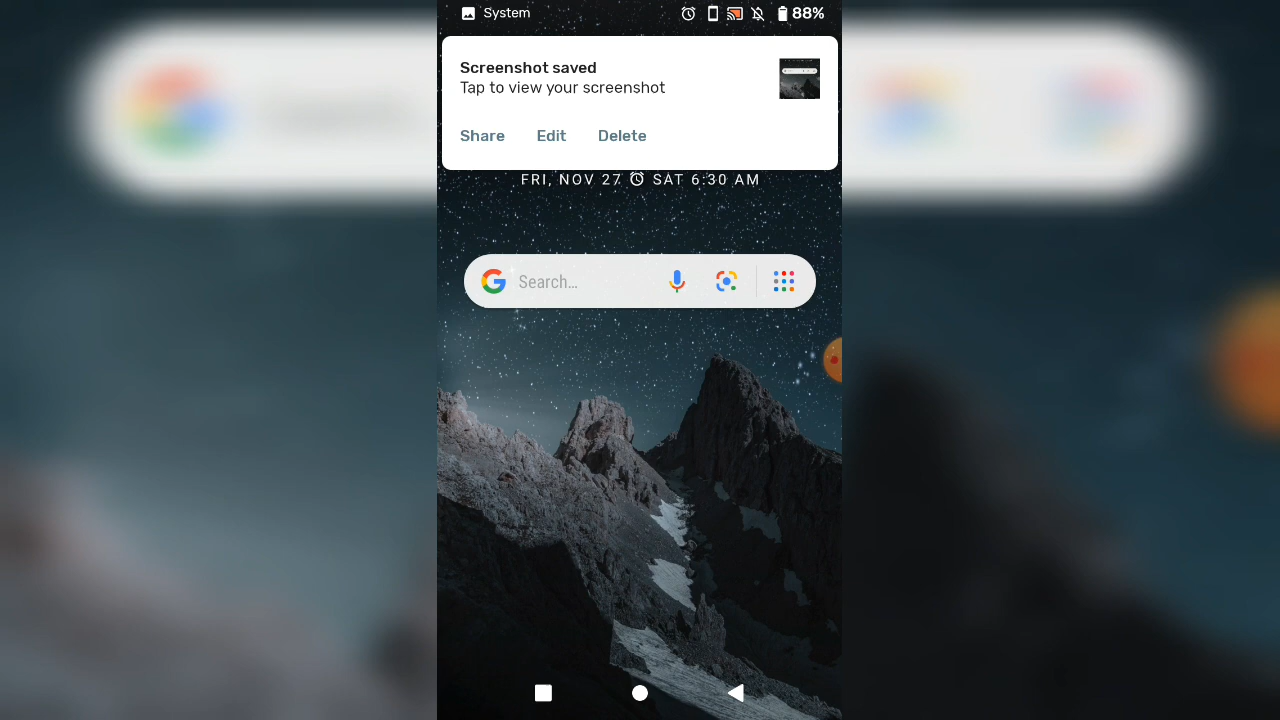 System
88%
Screenshot saved
Tap to view your screenshot
Share Edit Delete
FRI, NOV 27 SAT 6:30 AM
Search...